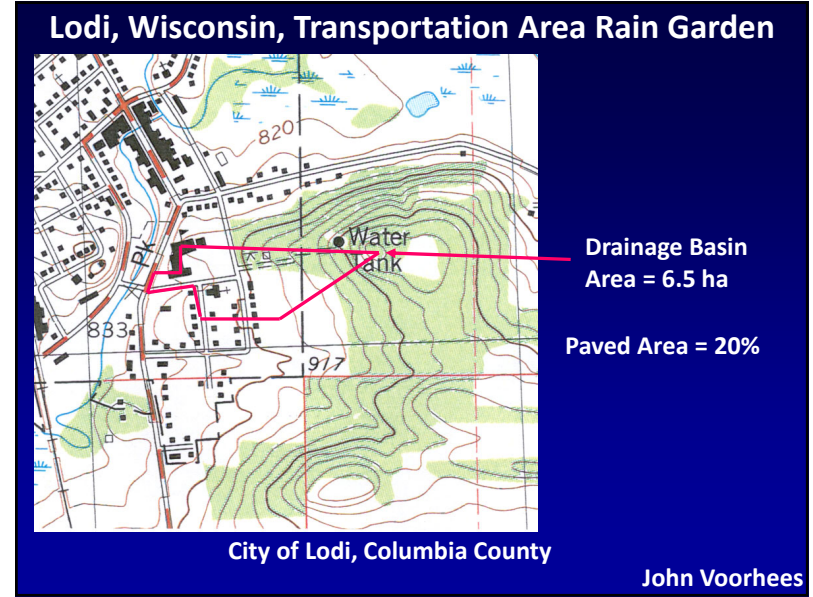 Lodi, Wisconsin, Transportation Area Rain Garden
820
Water
Tank
Pk
Drainage Basin
Area = 6.5 ha
833
917
Paved Area = 20%
City of Lodi, Columbia County
John Voorhees